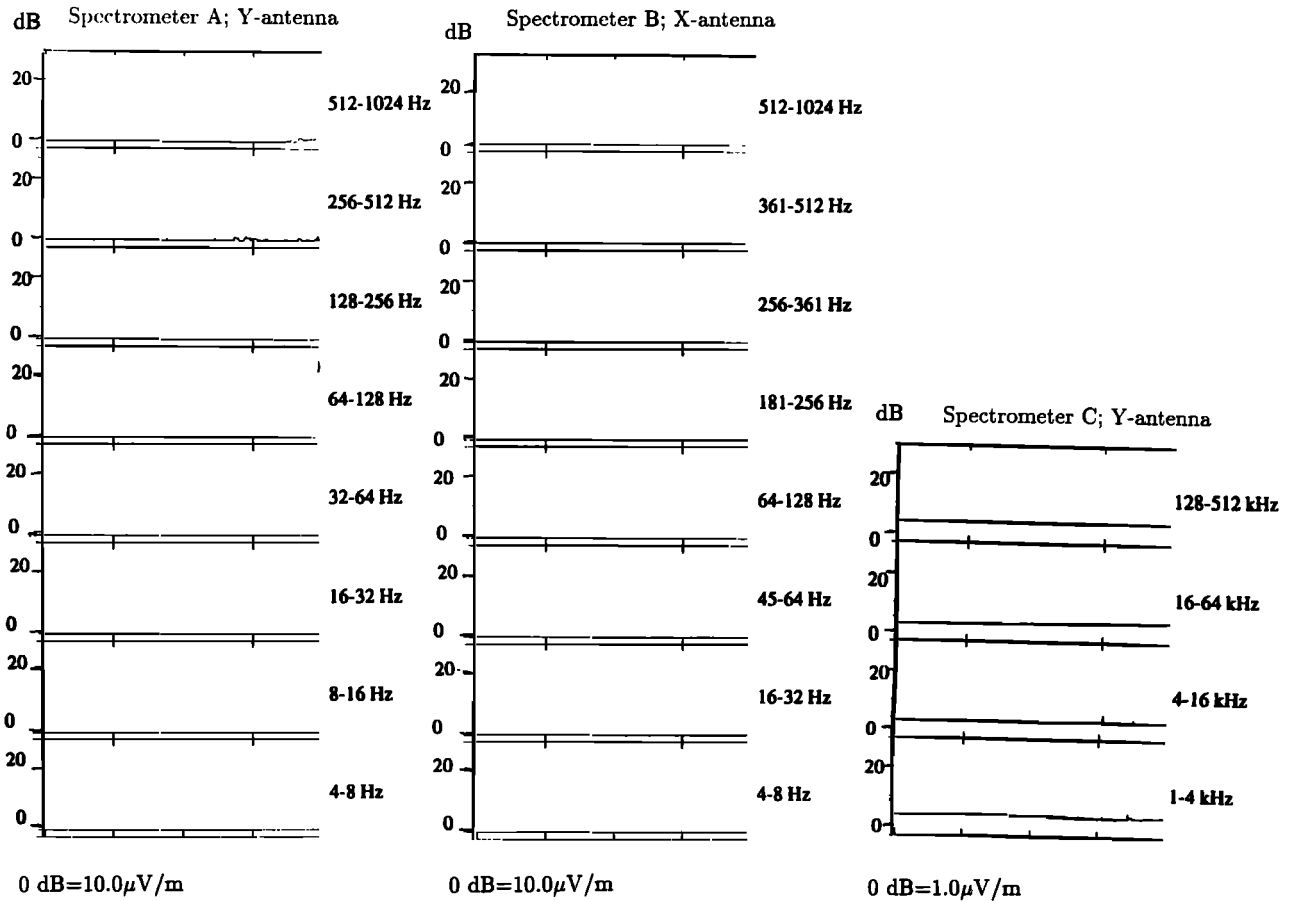 dB Spectrometer A; Y-antenna
20
0
512-1024 Hz
20
0
256-512 Hz
20
0
128-256 Hz
20
0
64-128 Hz
20
0
32-64 Hz
20
0
16-32 Hz
20
0
8-16 Hz
20
0
4-8 Hz
0 dB=10.0μV/m
dB Spectrometer B; X-antenna
20
0
512-1024 Hz
20
0
361-512 Hz
20
0
256-361 Hz
20
0
181-256 Hz
20
0
64-128 Hz
20
0
45-64 Hz
20
0
16-32 Hz
20
0
4-8 Hz
0 dB=10.0μV/m
dB Spectrometer C; Y-antenna
20
0
128-512 kHz
20
0
16-64 kHz
20
0
4-16 kHz
20
0
1-4 kHz
0 dB=1.0μV/m